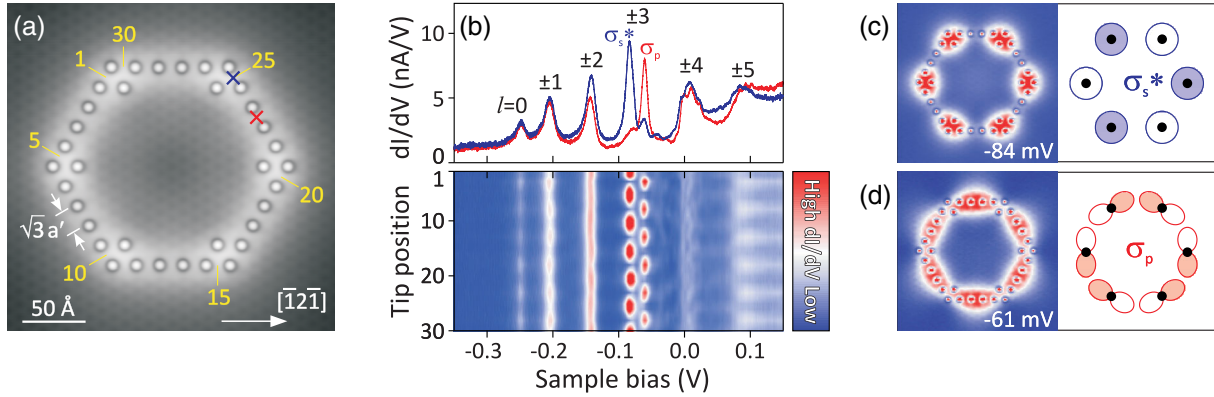 (a)
30
1
25
5
20
√3 a'
10
15
50 Å
[1̄21̄]
(b)
10
5
0
dI/dV (nA/V)
l=0
±1
±2
±3
σs*
σp
±4
±5
1
10
20
30
Tip position
-0.3
-0.2
-0.1
0.0
0.1
Sample bias (V)
High dI/dV Low
(c)
-84 mV
σs*
(d)
-61 mV
σp